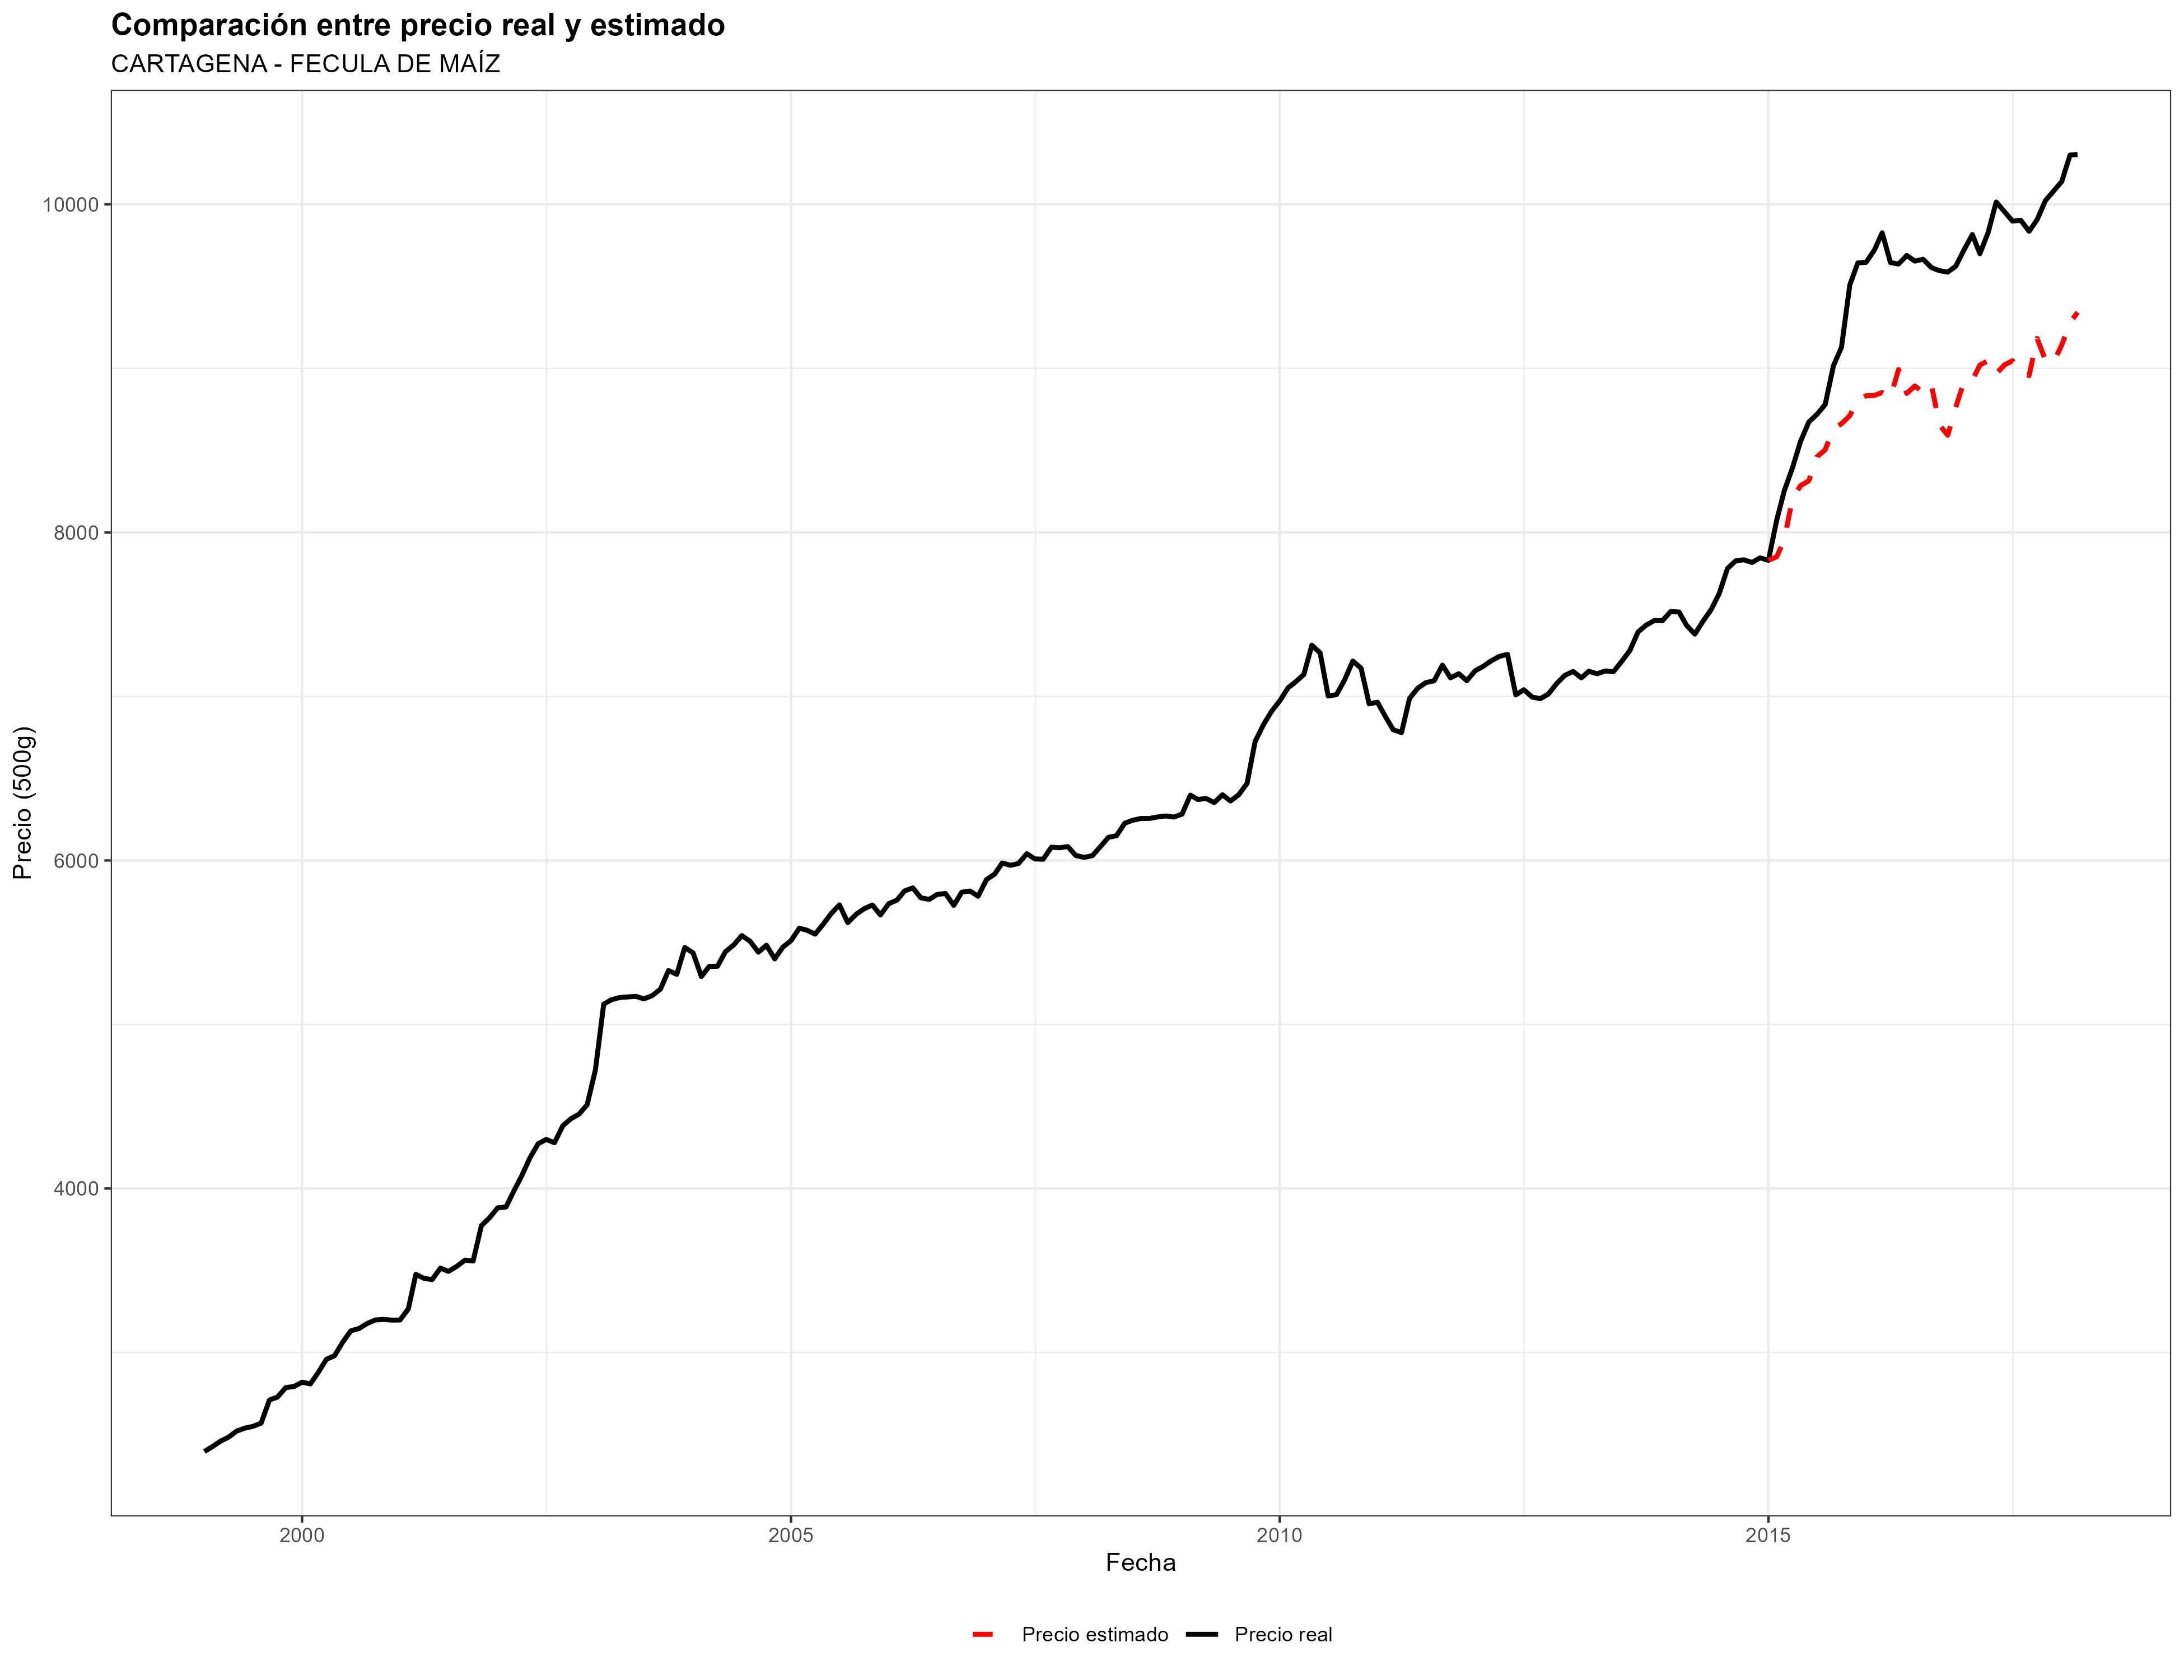 Comparación entre precio real y estimado
CARTAGENA - FECULA DE MAÍZ
Precio (500g)
10000
8000
6000
4000
2000
2005
2010
2015
Fecha
Precio estimado
Precio real